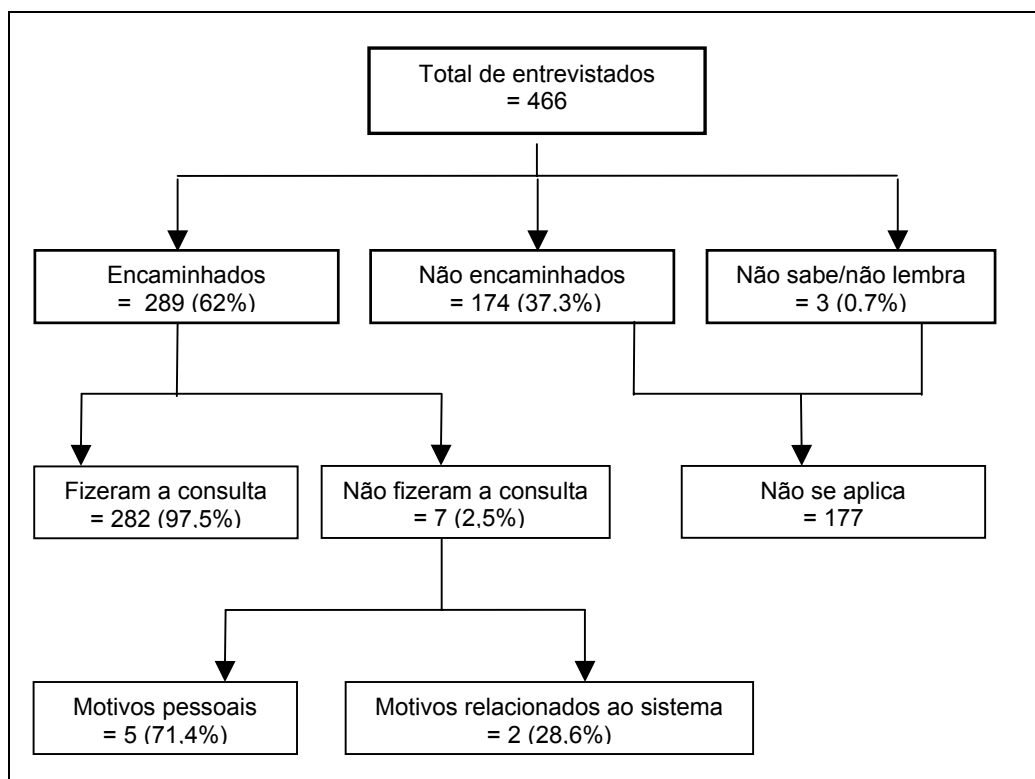 Total de entrevistados
= 466
Encaminhados
= 289 (62%)
Não encaminhados
= 174 (37,3%)
Não sabe/não lembra
= 3 (0,7%)
Fizeram a consulta
= 282 (97,5%)
Não fizeram a consulta
= 7 (2,5%)
Não se aplica
= 177
Motivos pessoais
= 5 (71,4%)
Motivos relacionados ao sistema
= 2 (28,6%)